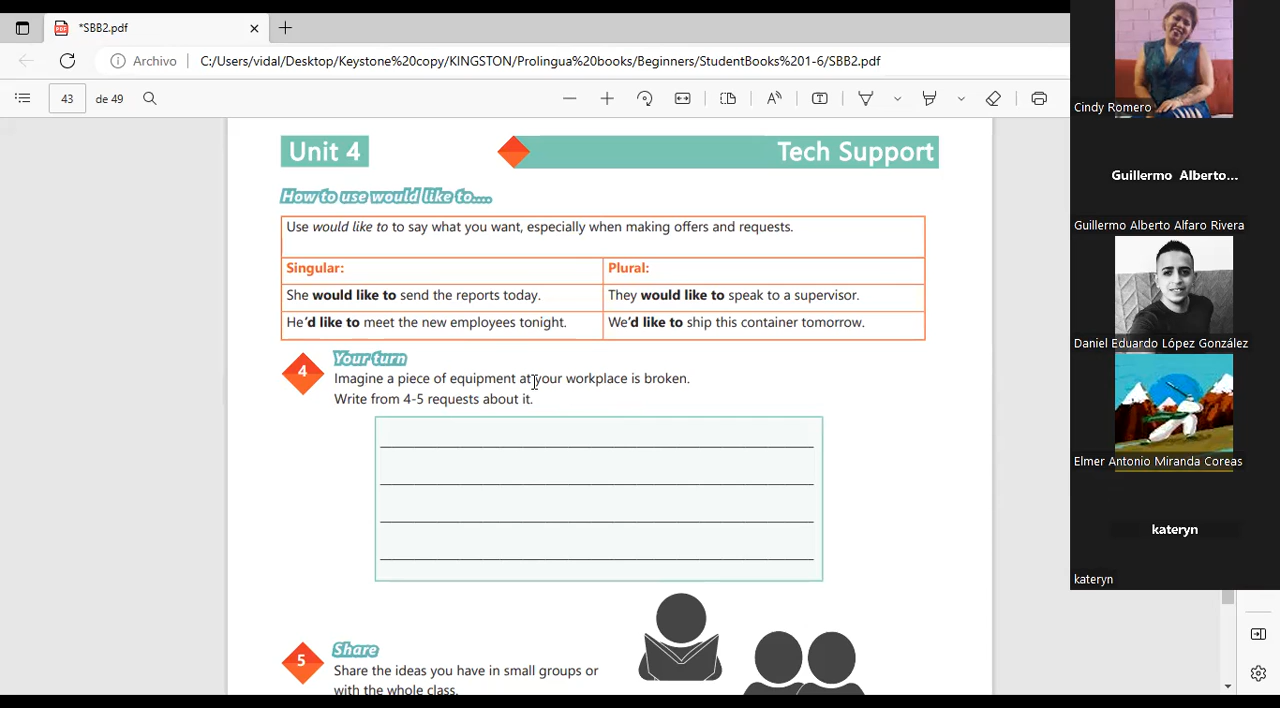 *SBB2.pdf
Archivo C:/Users/vidal/Desktop/Keystone%20copy/KINGSTON/Prolingua%20books/Beginners/StudentBooks%201-6/SBB2.pdf
43 de 49
Unit 4 Tech Support
How to use would like to....
Use would like to to say what you want, especially when making offers and requests.
Singular: Plural:
She would like to send the reports today. They would like to speak to a supervisor.
He'd like to meet the new employees tonight. We'd like to ship this container tomorrow.
4 Your turn
Imagine a piece of equipment at your workplace is broken.
Write from 4-5 requests about it.
5 Share
Share the ideas you have in small groups or
with the whole class.
Cindy Romero
Guillermo Alberto...
Guillermo Alberto Alfaro Rivera
Daniel Eduardo López González
Elmer Antonio Miranda Coreas
kateryn
kateryn